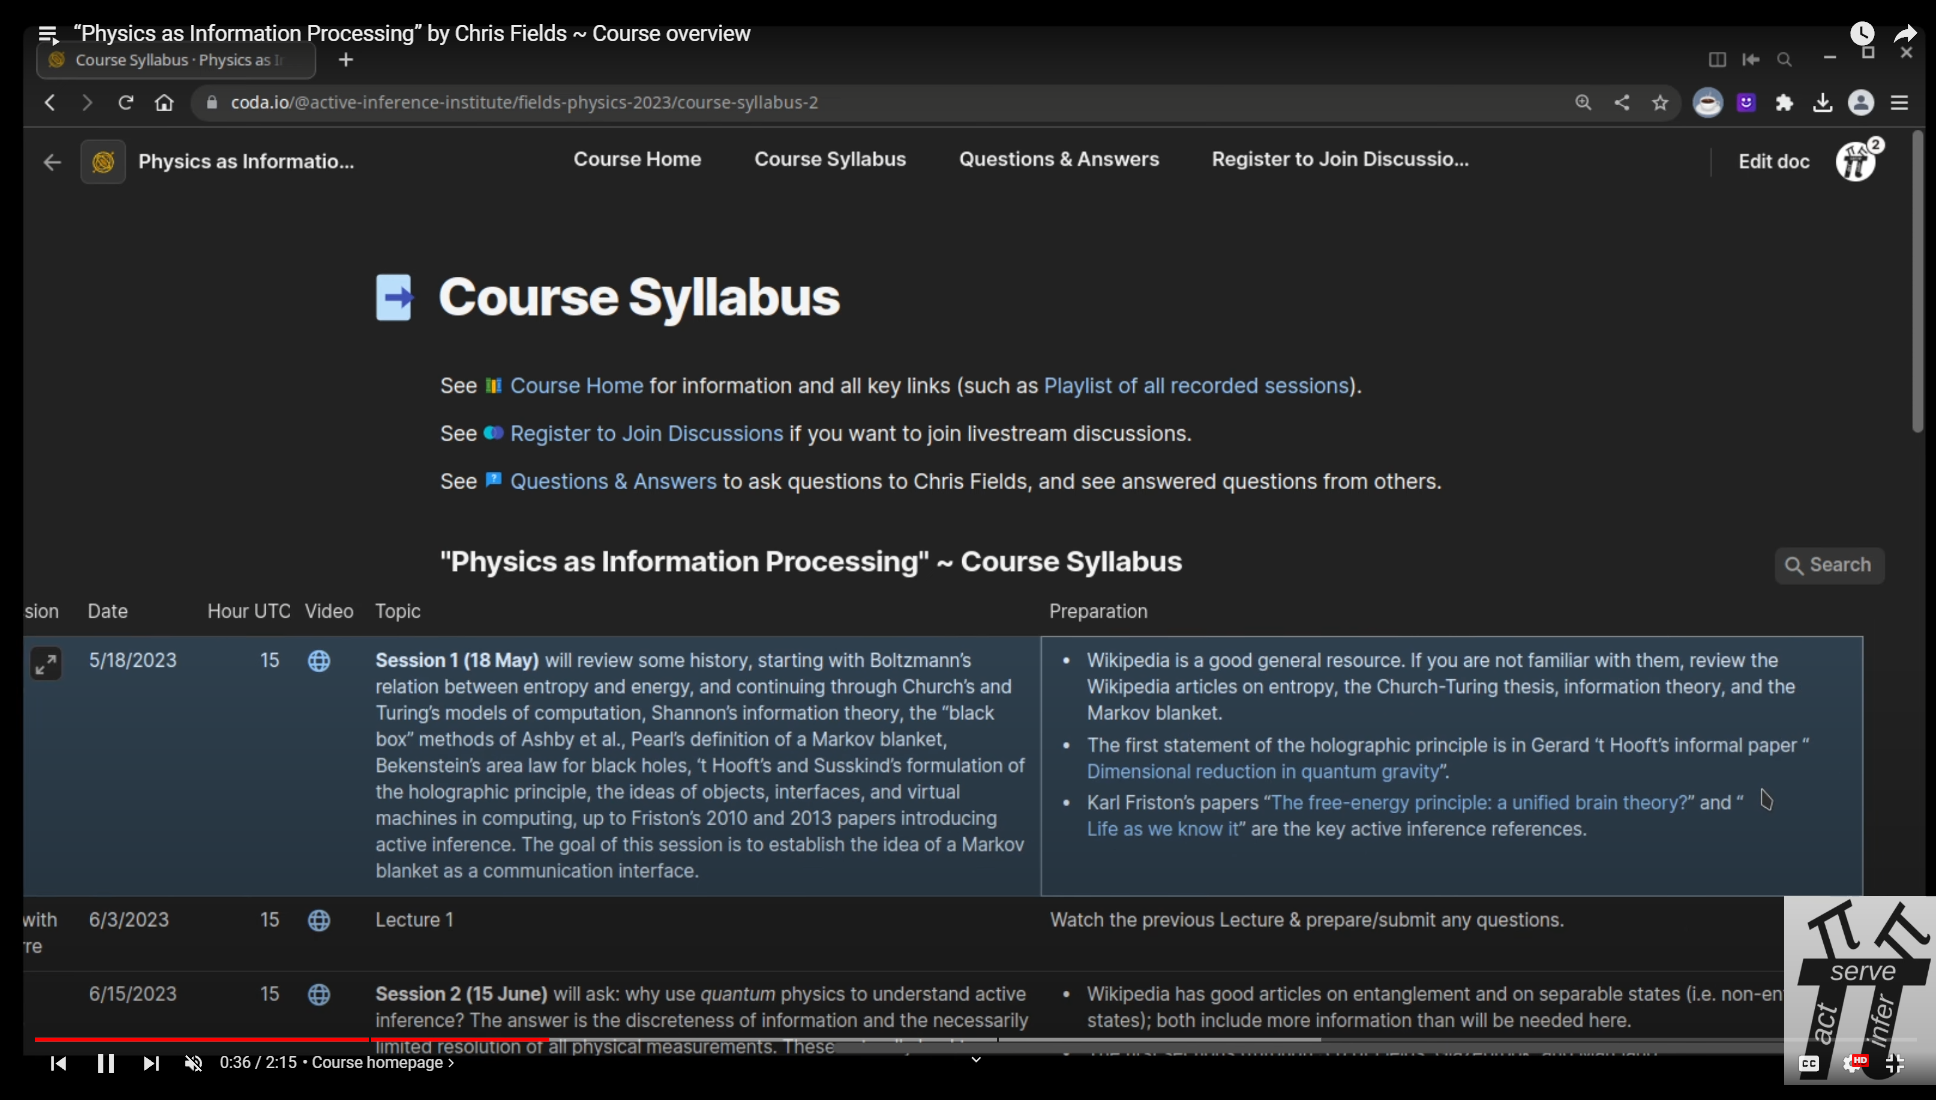 “Physics as Information Processing” by Chris Fields ~ Course overview
Course Syllabus · Physics as
coda.io/@active-inference-institute/fields-physics-2023/course-syllabus-2
Physics as Informatio...
Course Home
Course Syllabus
Questions & Answers
Register to Join Discussio...
Edit doc
2
Course Syllabus
See Course Home for information and all key links (such as Playlist of all recorded sessions).
See Register to Join Discussions if you want to join livestream discussions.
See Questions & Answers to ask questions to Chris Fields, and see answered questions from others.
"Physics as Information Processing" ~ Course Syllabus
Search
sion Date Hour UTC Video Topic Preparation
5/18/2023 15
Session 1 (18 May) will review some history, starting with Boltzmann’s
relation between entropy and energy, and continuing through Church’s and
Turing’s models of computation, Shannon’s information theory, the “black
box” methods of Ashby et al., Pearl’s definition of a Markov blanket,
Bekenstein’s area law for black holes, ‘t Hooft’s and Susskind’s formulation of
the holographic principle, the ideas of objects, interfaces, and virtual
machines in computing, up to Friston’s 2010 and 2013 papers introducing
active inference. The goal of this session is to establish the idea of a Markov
blanket as a communication interface.
• Wikipedia is a good general resource. If you are not familiar with them, review the
Wikipedia articles on entropy, the Church-Turing thesis, information theory, and the
Markov blanket.
• The first statement of the holographic principle is in Gerard ‘t Hooft’s informal paper “
Dimensional reduction in quantum gravity”.
• Karl Friston’s papers “The free-energy principle: a unified brain theory?” and “
Life as we know it” are the key active inference references.
with
re
6/3/2023 15 Lecture 1
Watch the previous Lecture & prepare/submit any questions.
6/15/2023 15
Session 2 (15 June) will ask: why use quantum physics to understand active
inference? The answer is the discreteness of information and the necessarily
limited resolution of all physical measurements. These
• Wikipedia has good articles on entanglement and on separable states (i.e. non-en
states); both include more information than will be needed here.
serve
act
infer
0:36 / 2:15 • Course homepage ›
CC
HD